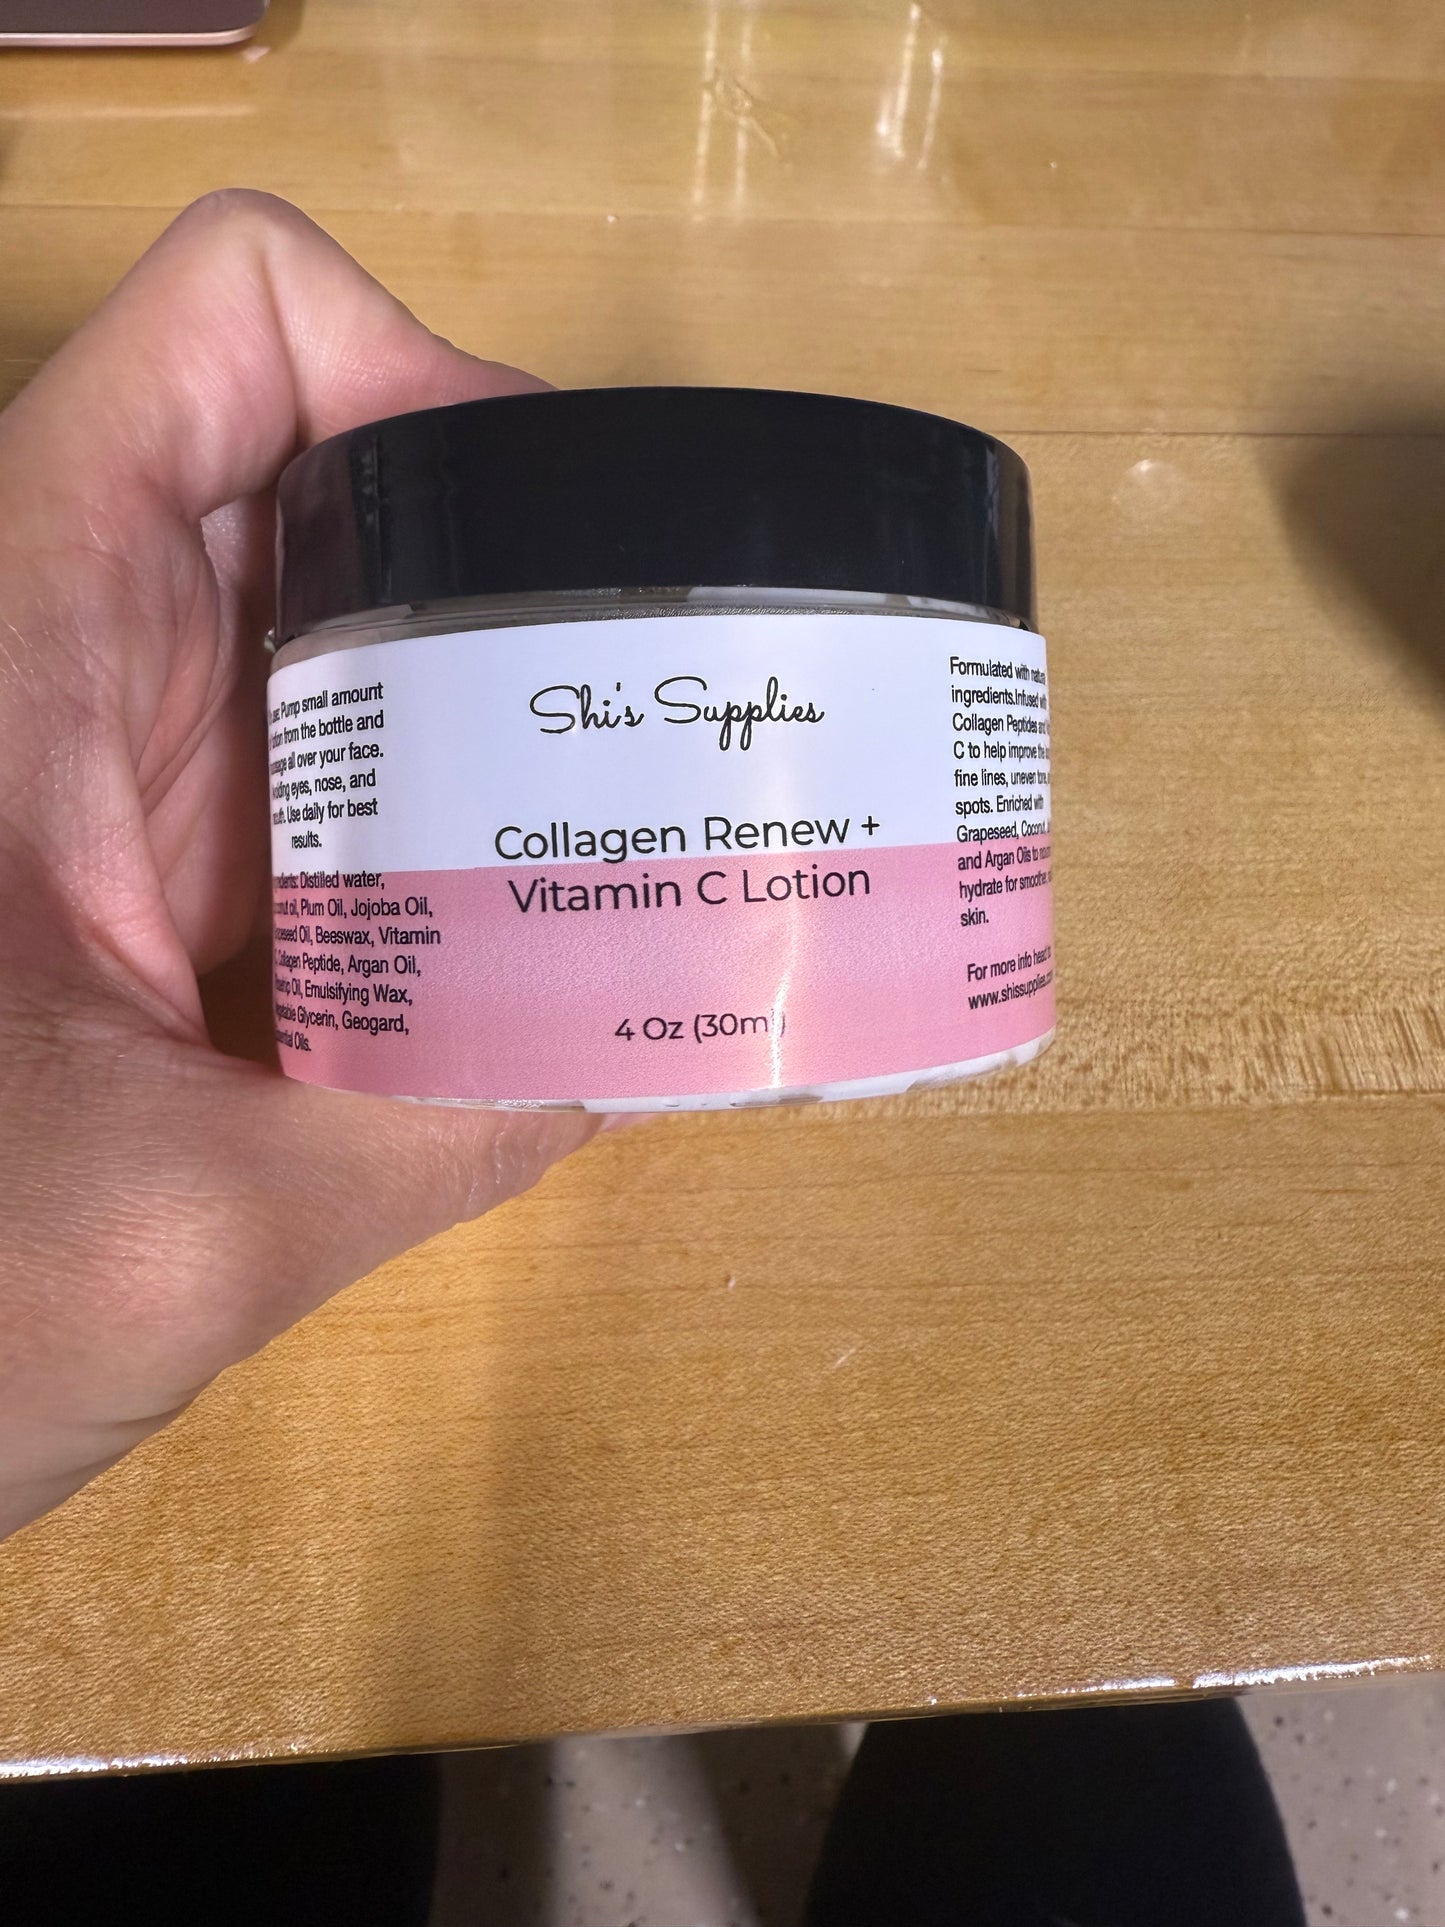 Shi's Supplies
Collagen Renew +
Vitamin C Lotion
4 Oz (30ml)
Pump small amount
from the bottle and
all over your face.
eyes, nose, and
Use daily for best
results.
Distilled water,
oil, Plum Oil, Jojoba Oil,
Oil, Beeswax, Vitamin
Collagen Peptide, Argan Oil,
Oil, Emulsifying Wax,
Glycerin, Geogard,
Oils.
Formulated with
ingredients.Infused with
Collagen Peptides and
C to help improve the
fine lines, uneven tone,
spots. Enriched with
Grapeseed, Coconut,
and Argan Oils to
hydrate for smoother,
skin.
For more info head to
www.shissupplies.com